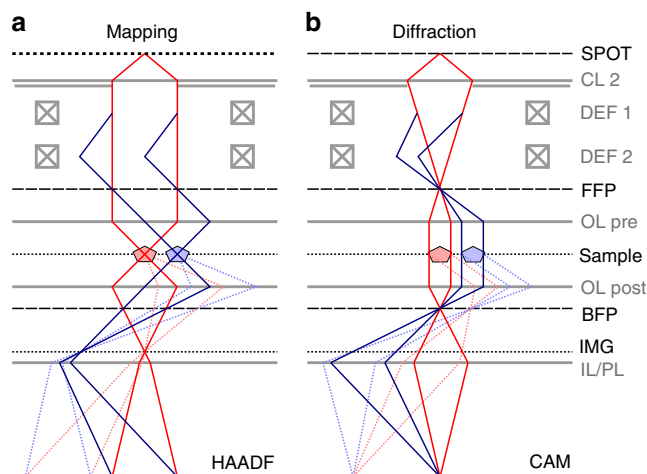 a
Mapping
b
Diffraction
SPOT
CL 2
DEF 1
DEF 2
FFP
OL pre
Sample
OL post
BFP
IMG
IL/PL
HAADF
CAM